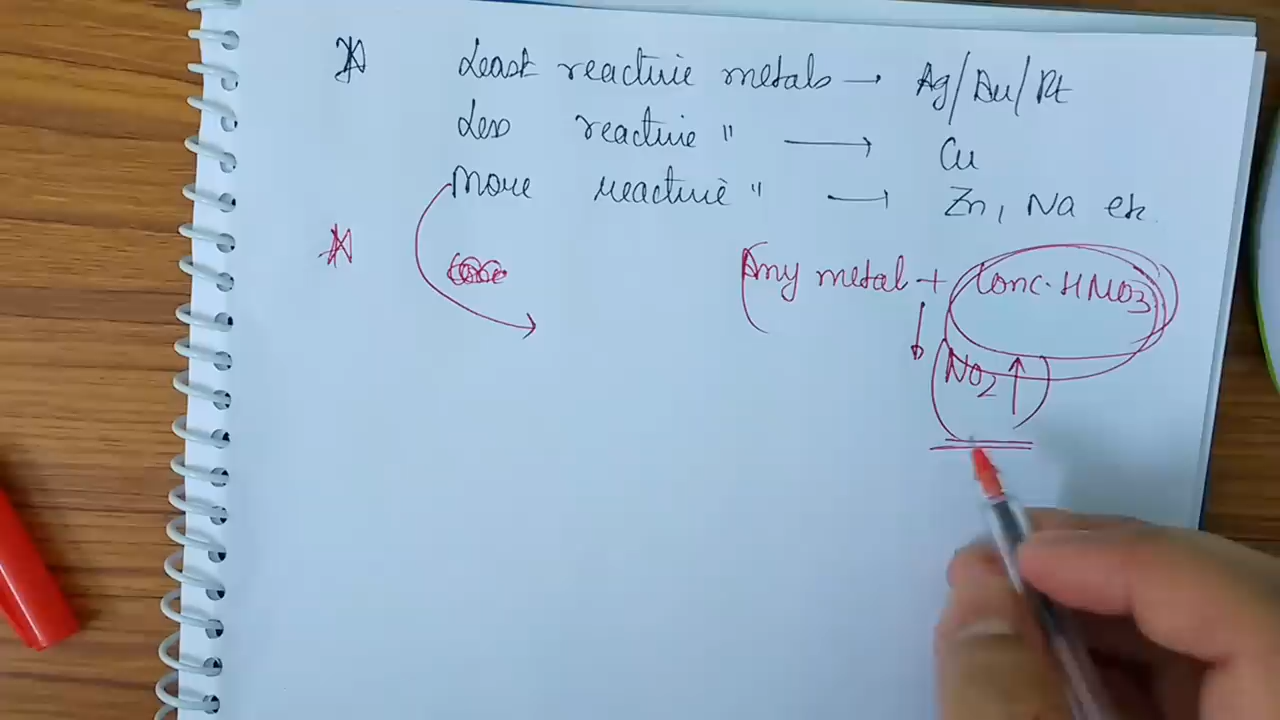 Least reactive metals → Ag/Au/Pt
Less reactive " → Cu
More reactive " → Zn, Na etc.
Any metal + Conc. HNO3
↓
NO2 ↑